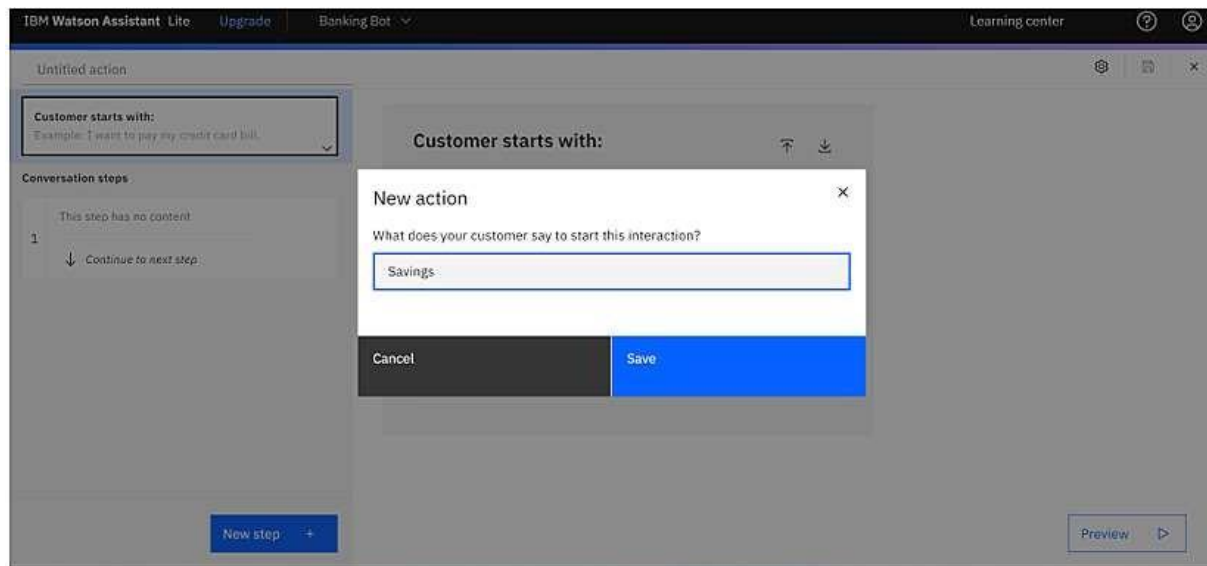 IBM Watson Assistant Lite Upgrade Banking Bot Learning center
Untitled action
Customer starts with:
Example: I want to pay my credit card bill.
Conversation steps
1
This step has no content
Continue to next step
New step +
Customer starts with:
New action
What does your customer say to start this interaction?
Savings
Cancel Save
Preview